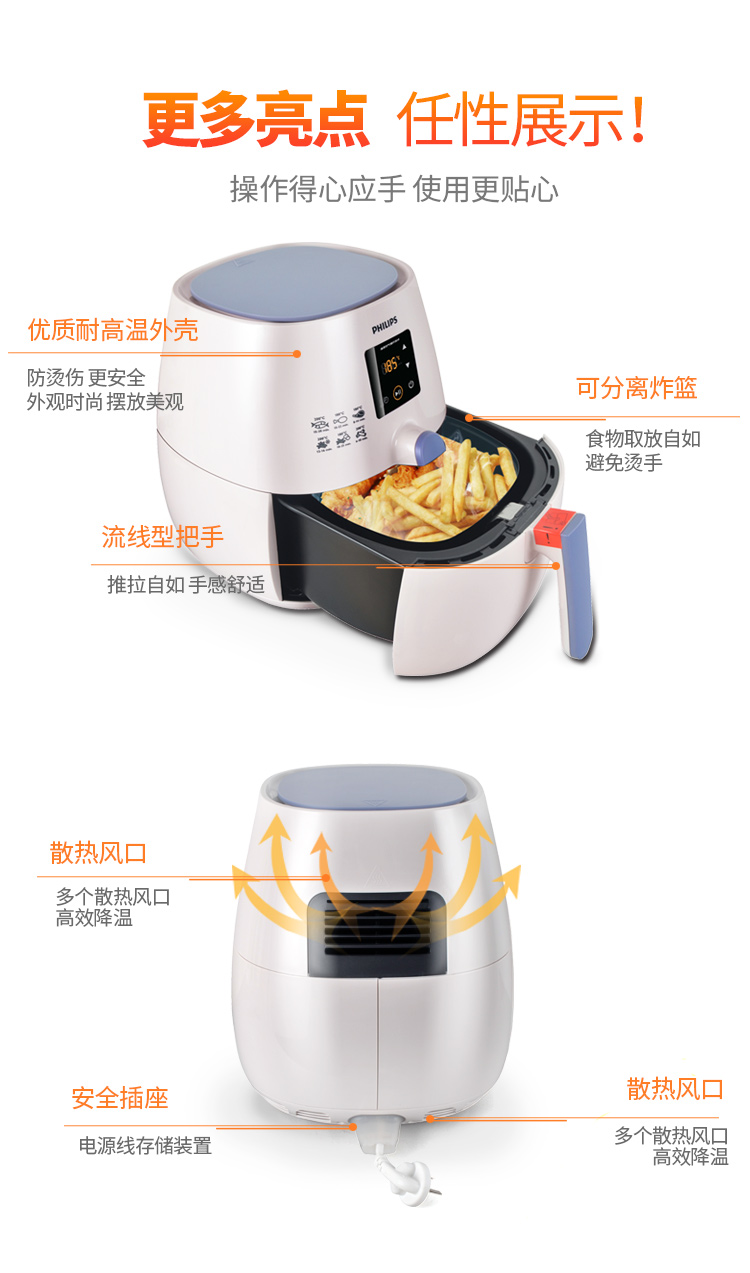 更多亮点 任性展示!
操作得心应手 使用更贴心
优质耐高温外壳
防烫伤 更安全
外观时尚 摆放美观
PHILIPS
185
可分离炸篮
食物取放自如
避免烫手
流线型把手
推拉自如 手感舒适
散热风口
多个散热风口
高效降温
安全插座
电源线存储装置
散热风口
多个散热风口
高效降温